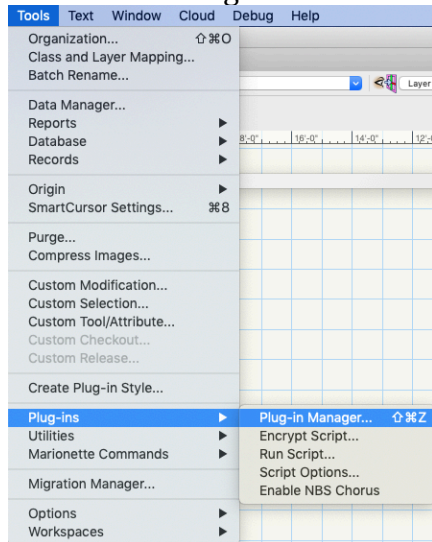 Tools Text Window Cloud Debug Help
Organization... ⇧⌘O
Class and Layer Mapping...
Batch Rename...
Layer
Data Manager...
Reports
Database
Records
8'-0" 16'-0" 14'-0" 12'-
Origin
SmartCursor Settings... ⌘8
Purge...
Compress Images...
Custom Modification...
Custom Selection...
Custom Tool/Attribute...
Custom Checkout...
Custom Release...
Create Plug-in Style...
Plug-ins
Utilities
Marionette Commands
Migration Manager...
Options
Workspaces
Plug-in Manager... ⇧⌘Z
Encrypt Script...
Run Script...
Script Options...
Enable NBS Chorus